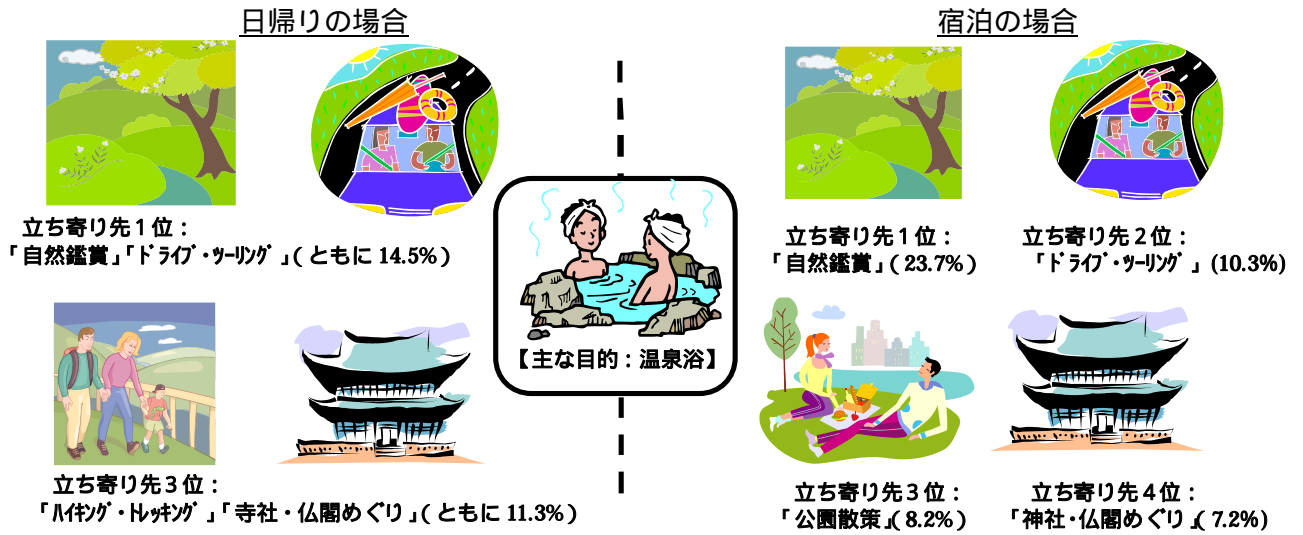 日帰りの場合
立ち寄り先1位：
「自然鑑賞」「ﾄﾞﾗｲﾌﾞ・ﾂｰﾘﾝｸﾞ」(ともに 14.5%)
立ち寄り先3位：
「ﾊｲｷﾝｸﾞ・ﾄﾚｯｷﾝｸﾞ」「寺社・仏閣めぐり」(ともに 11.3%)
【主な目的：温泉浴】
宿泊の場合
立ち寄り先1位：
「自然鑑賞」(23.7%)
立ち寄り先2位：
「ﾄﾞﾗｲﾌﾞ・ﾂｰﾘﾝｸﾞ」(10.3%)
立ち寄り先3位：
「公園散策」(8.2%)
立ち寄り先4位：
「神社・仏閣めぐり」(7.2%)